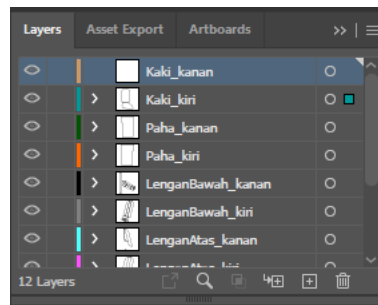 Layers Asset Export Artboards
Kaki_kanan
Kaki_kiri
Paha_kanan
Paha_kiri
LenganBawah_kanan
LenganBawah_kiri
LenganAtas_kanan
12 Layers